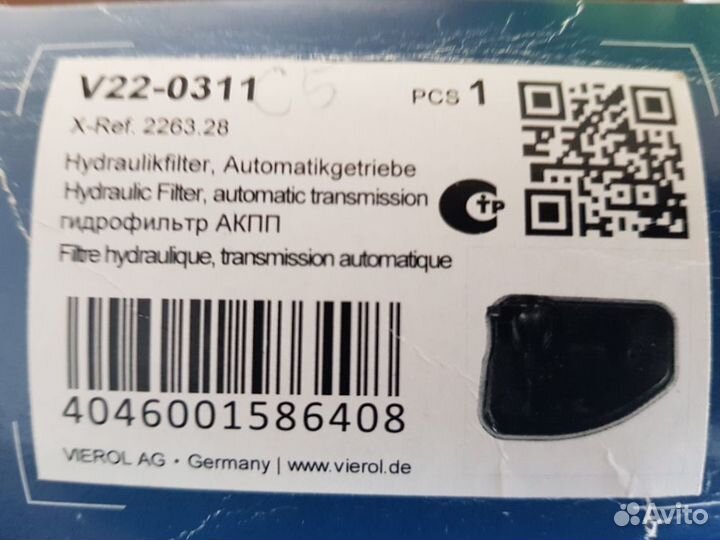 V22-0311 C5
PCS 1
X-Ref. 2263.28
Hydraulikfilter, Automatikgetriebe
Hydraulic Filter, automatic transmission
гидрофильтр АКПП
Filtre hydraulique, transmission automatique
СТР
4046001586408
VIEROL AG · Germany | www.vierol.de
Avito